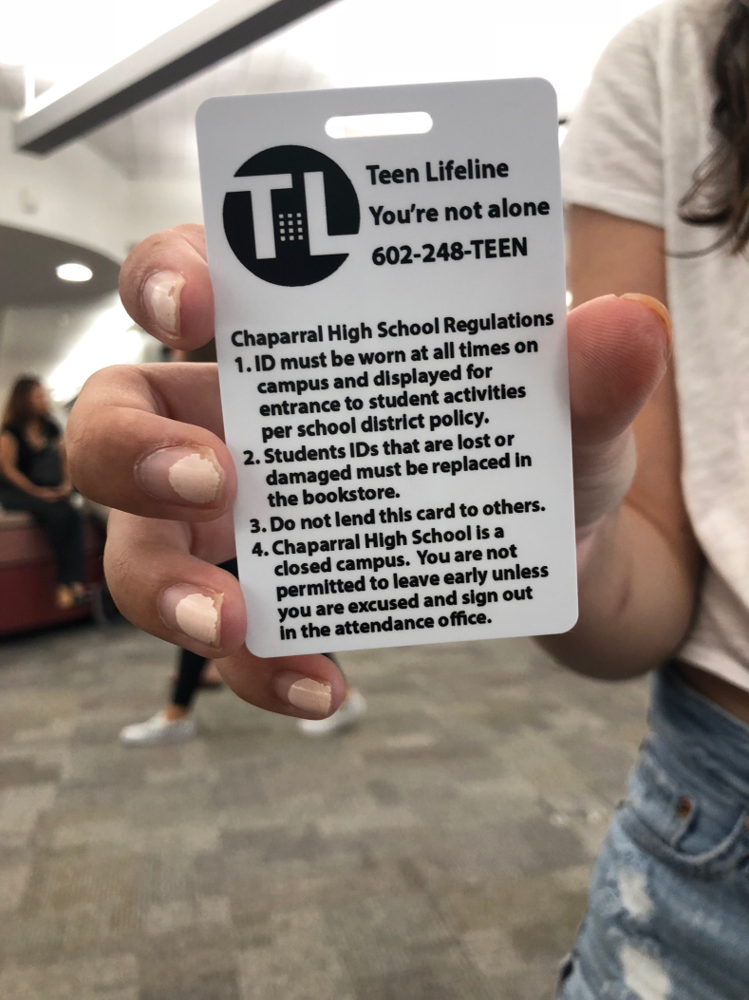 TL
Teen Lifeline
You're not alone
602-248-TEEN
Chaparral High School Regulations
1. ID must be worn at all times on
campus and displayed for
entrance to student activities
per school district policy.
2. Students IDs that are lost or
damaged must be replaced in
the bookstore.
3. Do not lend this card to others.
4. Chaparral High School is a
closed campus. You are not
permitted to leave early unless
you are excused and sign out
in the attendance office.